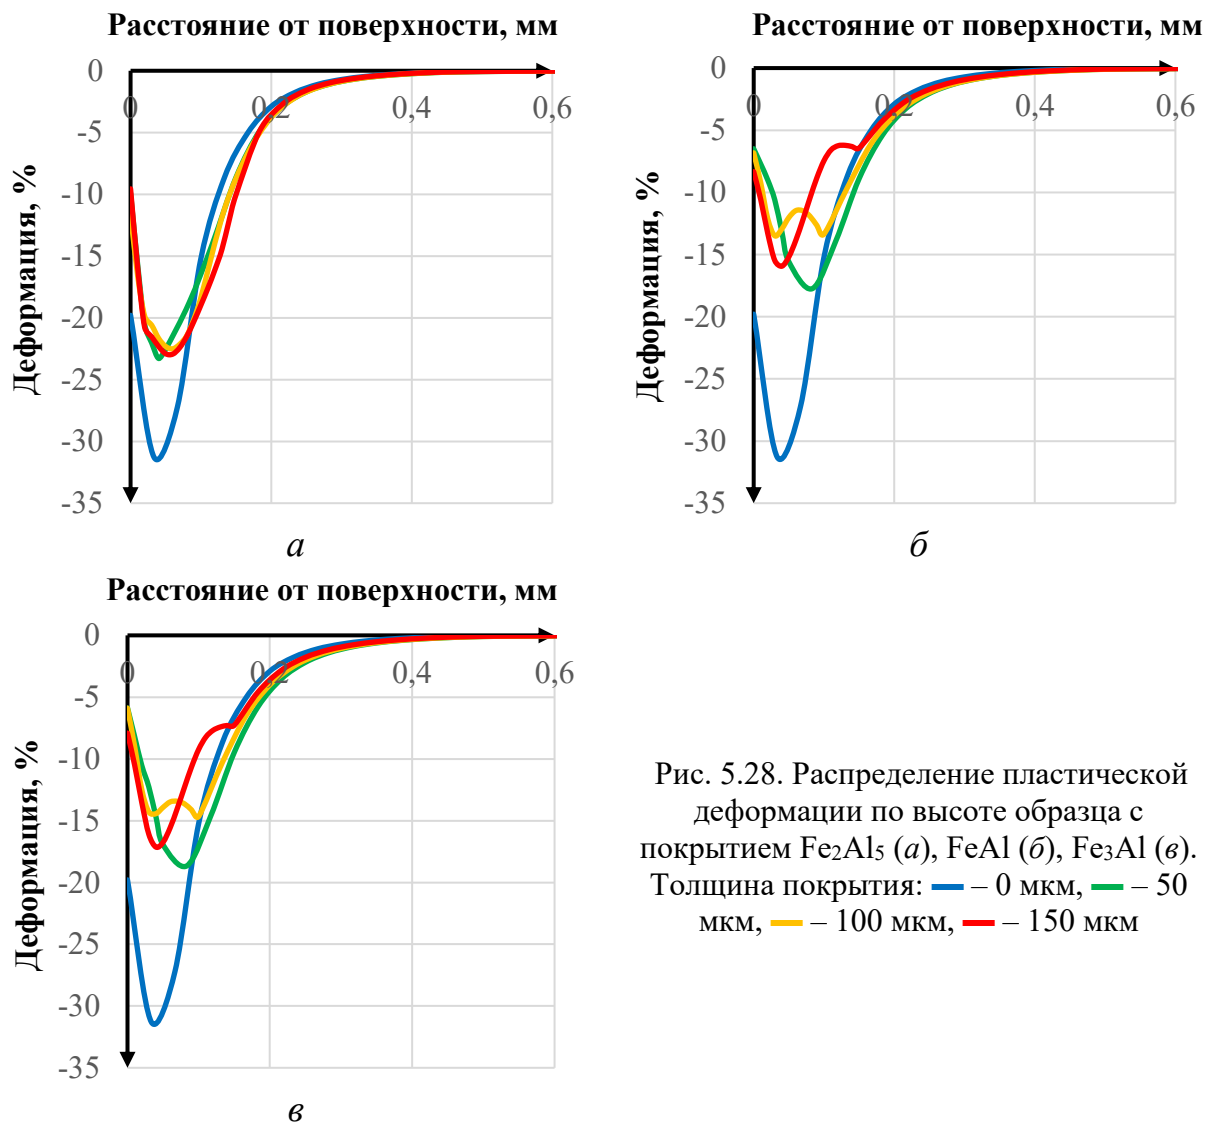 Расстояние от поверхности, мм
0
-5
-10
-15
-20
-25
-30
-35
0
0,2
0,4
0,6
Деформация, %
а
Расстояние от поверхности, мм
0
-5
-10
-15
-20
-25
-30
-35
0
0,2
0,4
0,6
Деформация, %
б
Расстояние от поверхности, мм
0
-5
-10
-15
-20
-25
-30
-35
0
0,2
0,4
0,6
Деформация, %
в
Рис. 5.28. Распределение пластической
деформации по высоте образца с
покрытием Fe₂Al₅ (а), FeAl (б), Fe₃Al (в).
Толщина покрытия: – 0 мкм, – 50
мкм, – 100 мкм, – 150 мкм